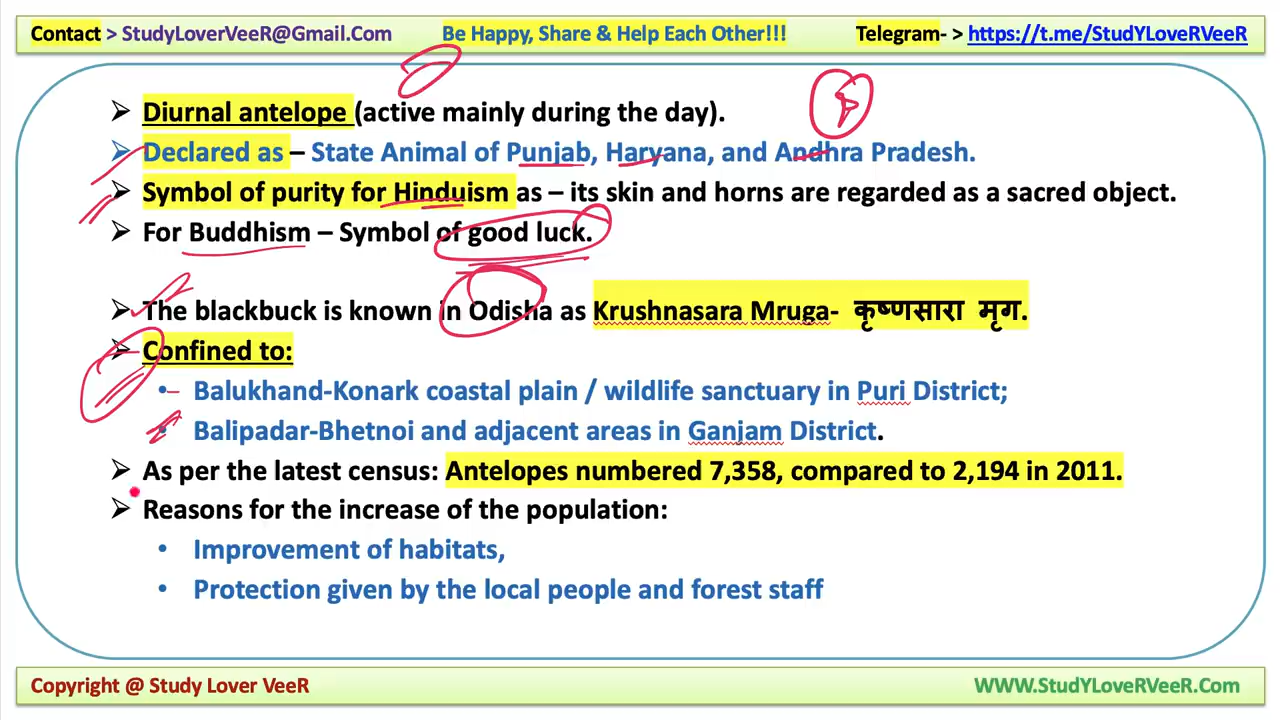 Contact > StudyLoverVeeR@Gmail.Com Be Happy, Share & Help Each Other!!! Telegram- > https://t.me/StudYLoveRVeeR
➢ Diurnal antelope (active mainly during the day).
➢ Declared as – State Animal of Punjab, Haryana, and Andhra Pradesh.
➢ Symbol of purity for Hinduism as – its skin and horns are regarded as a sacred object.
➢ For Buddhism – Symbol of good luck.
➢ The blackbuck is known in Odisha as Krushnasara Mruga- कृष्णसारा मृग.
➢ Confined to:
• Balukhand-Konark coastal plain / wildlife sanctuary in Puri District;
• Balipadar-Bhetnoi and adjacent areas in Ganjam District.
➢ As per the latest census: Antelopes numbered 7,358, compared to 2,194 in 2011.
➢ Reasons for the increase of the population:
• Improvement of habitats,
• Protection given by the local people and forest staff
Copyright @ Study Lover VeeR WWW.StudYLoveRVeeR.Com